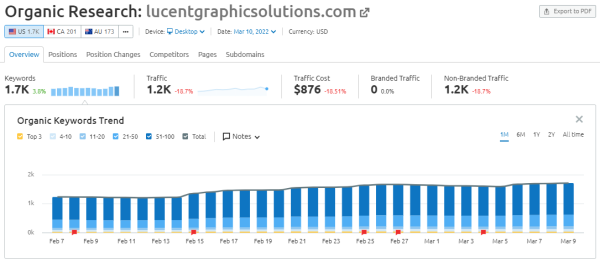 Organic Research: lucentgraphicsolutions.com
Export to PDF
US 1.7K CA 201 AU 173 Device: Desktop Date: Mar 10, 2022 Currency: USD
Overview Positions Position Changes Competitors Pages Subdomains
Keywords Traffic Traffic Cost Branded Traffic Non-Branded Traffic
1.7K 3.8% 1.2K -18.7% $876 -18.51% 0 0.0% 1.2K -18.7%
Organic Keywords Trend
Top 3 4-10 11-20 21-50 51-100 Total Notes 1M 6M 1Y 2Y All time
2k
1k
0k
Feb 7 Feb 9 Feb 11 Feb 13 Feb 15 Feb 17 Feb 19 Feb 21 Feb 23 Feb 25 Feb 27 Mar 1 Mar 3 Mar 5 Mar 7 Mar 9